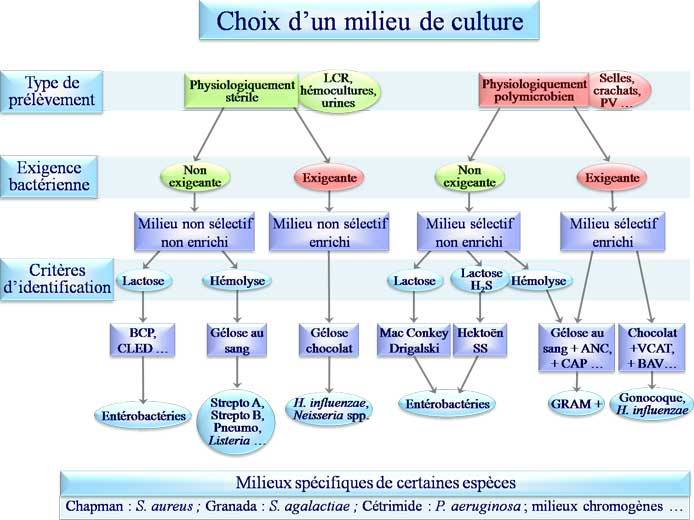 Choix d’un milieu de culture
Type de
prélèvement
Physiologiquement
stérile
LCR,
hémocultures,
urines
Physiologiquement
polymicrobien
Selles,
crachats,
PV ...
Exigence
bactérienne
Non
exigeante
Exigeante
Non
exigeante
Exigeante
Milieu non sélectif
non enrichi
Milieu non sélectif
enrichi
Milieu sélectif
non enrichi
Milieu sélectif
enrichi
Critères
d’identification
Lactose
Hémolyse
Lactose
Lactose
H2S
Hémolyse
BCP,
CLED ...
Gélose au
sang
Gélose
chocolat
Mac Conkey
Drigalski
Hektoën
SS
Gélose au
sang + ANC,
+ CAP ...
Chocolat
+VCAT,
+ BAV...
Entérobactéries
Strepto A,
Strepto B,
Pneumo,
Listeria ...
H. influenzae,
Neisseria spp.
Entérobactéries
GRAM +
Gonocoque,
H. influenzae
Milieux spécifiques de certaines espèces
Chapman : S. aureus ; Granada : S. agalactiae ; Cétrimide : P. aeruginosa ; milieux chromogènes ...